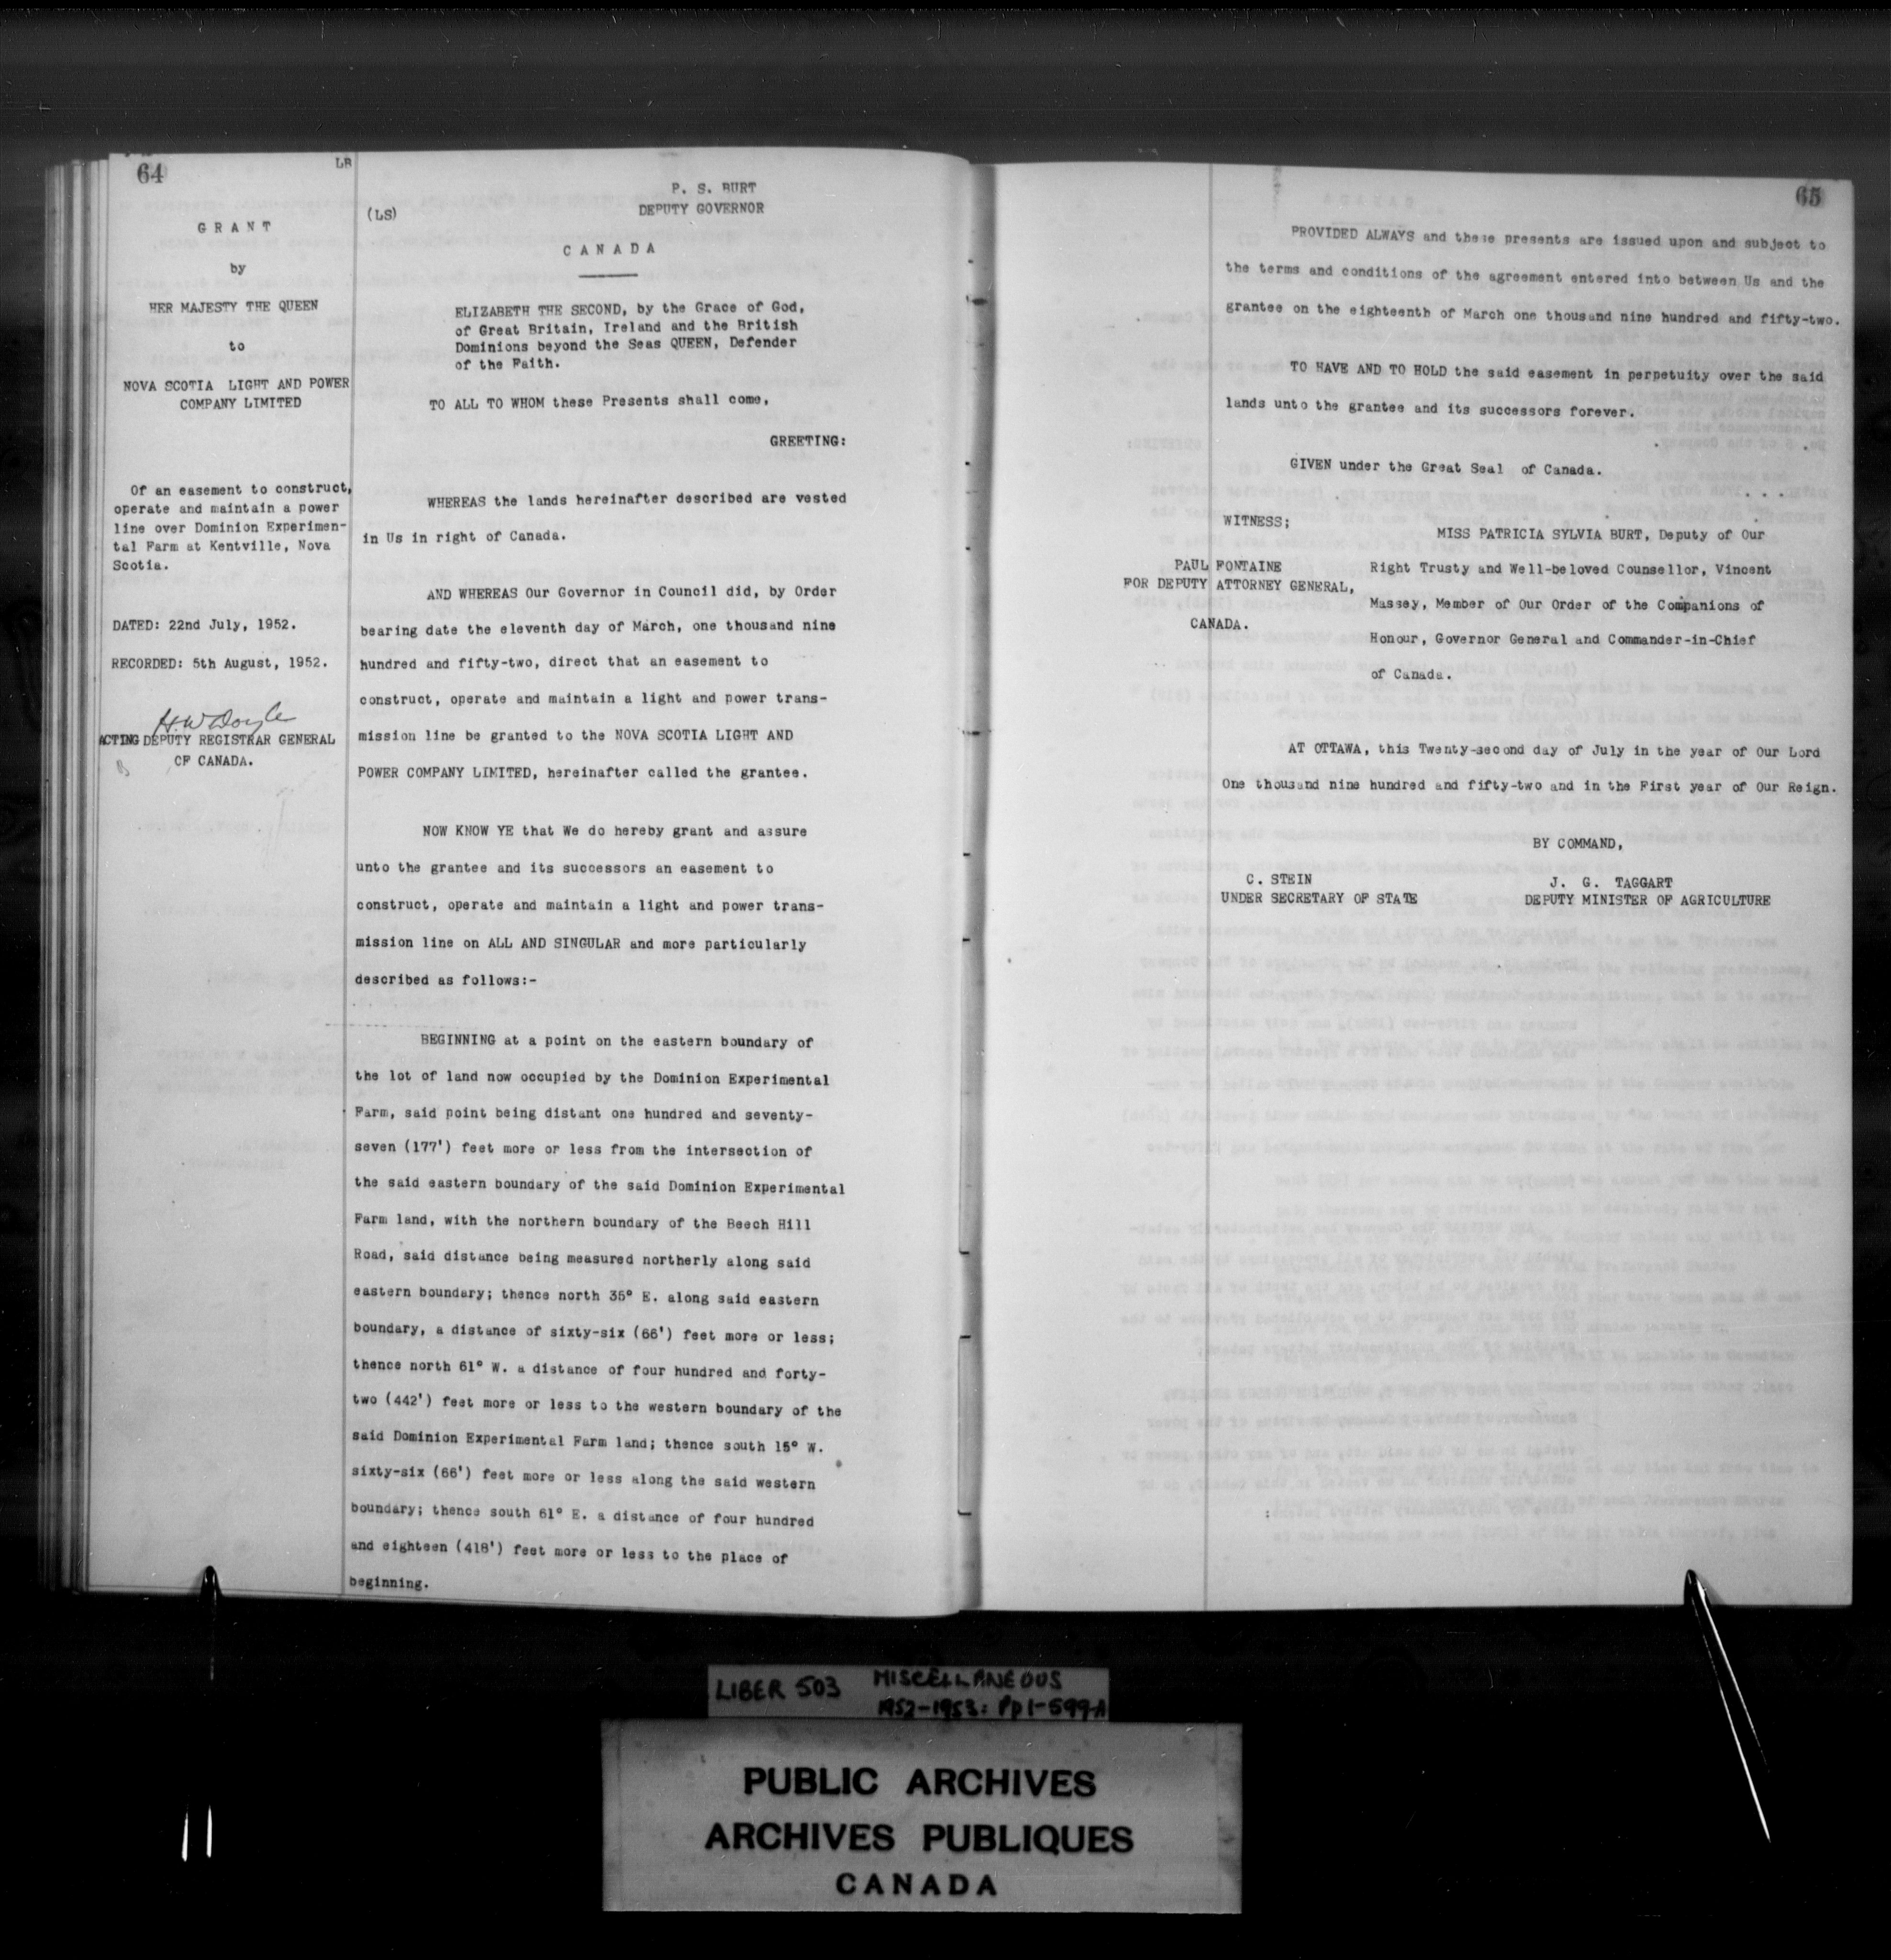 64
LB
G R A N T
by
HER MAJESTY THE QUEEN
to
NOVA SCOTIA LIGHT AND POWER
COMPANY LIMITED
Of an easement to construct,
operate and maintain a power
line over Dominion Experimen-
tal Farm at Kentville, Nova
Scotia.
DATED: 22nd July, 1952.
RECORDED: 5th August, 1952.
H.W Doyle
ACTING DEPUTY REGISTRAR GENERAL
OF CANADA.
P. S. BURT
(LS)
DEPUTY GOVERNOR
C A N A D A
ELIZABETH THE SECOND, by the Grace of God,
of Great Britain, Ireland and the British
Dominions beyond the Seas QUEEN, Defender
of the Faith.
TO ALL TO WHOM these Presents shall come,
GREETING:
WHEREAS the lands hereinafter described are vested
in Us in right of Canada.
AND WHEREAS Our Governor in Council did, by Order
bearing date the eleventh day of March, one thousand nine
hundred and fifty-two, direct that an easement to
construct, operate and maintain a light and power trans-
mission line be granted to the NOVA SCOTIA LIGHT AND
POWER COMPANY LIMITED, hereinafter called the grantee.
NOW KNOW YE that We do hereby grant and assure
unto the grantee and its successors an easement to
construct, operate and maintain a light and power trans-
mission line on ALL AND SINGULAR and more particularly
described as follows:-
BEGINNING at a point on the eastern boundary of
the lot of land now occupied by the Dominion Experimental
Farm, said point being distant one hundred and seventy-
seven (177') feet more or less from the intersection of
the said eastern boundary of the said Dominion Experimental
Farm land, with the northern boundary of the Beech Hill
Road, said distance being measured northerly along said
eastern boundary; thence north 35° E. along said eastern
boundary, a distance of sixty-six (66') feet more or less;
thence north 61° W. a distance of four hundred and forty-
two (442') feet more or less to the western boundary of the
said Dominion Experimental Farm land; thence south 15° W.
sixty-six (66') feet more or less along the said western
boundary; thence south 61° E. a distance of four hundred
and eighteen (418') feet more or less to the place of
beginning.
65
PROVIDED ALWAYS and these presents are issued upon and subject to
the terms and conditions of the agreement entered into between Us and the
grantee on the eighteenth of March one thousand nine hundred and fifty-two.
TO HAVE AND TO HOLD the said easement in perpetuity over the said
lands unto the grantee and its successors forever.
GIVEN under the Great Seal of Canada.
WITNESS;
MISS PATRICIA SYLVIA BURT, Deputy of Our
Right Trusty and Well-beloved Counsellor, Vincent
Massey, Member of Our Order of the Companions of
Honour, Governor General and Commander-in-Chief
of Canada.
PAUL FONTAINE
FOR DEPUTY ATTORNEY GENERAL,
CANADA.
AT OTTAWA, this Twenty-second day of July in the year of Our Lord
One thousand nine hundred and fifty-two and in the First year of Our Reign.
BY COMMAND,
C. STEIN
UNDER SECRETARY OF STATE
J. G. TAGGART
DEPUTY MINISTER OF AGRICULTURE
LIBER 503 MISCELLANEOUS
1952-1953: Pp 1-599-A
PUBLIC ARCHIVES
ARCHIVES PUBLIQUES
CANADA